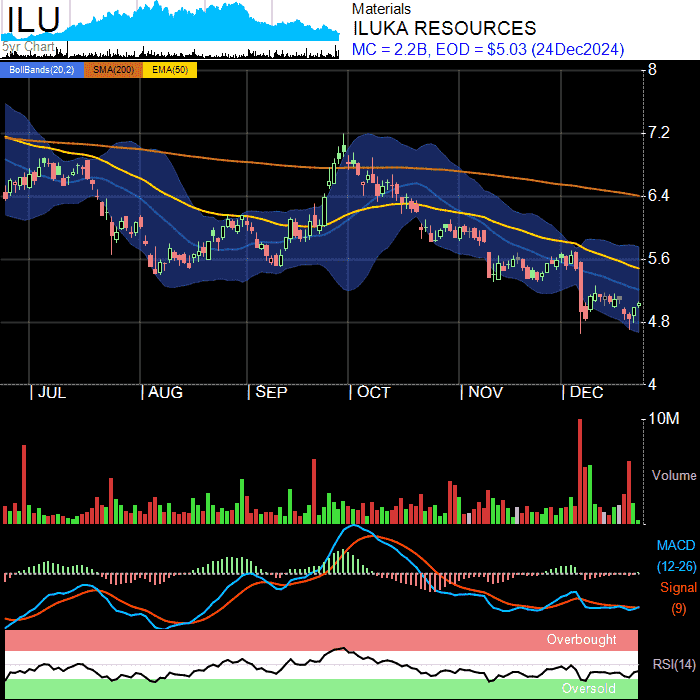 ILU
5yr Chart
Materials
ILUKA RESOURCES
MC = 2.2B, EOD = $5.03 (24Dec2024)
BollBands(20,2) SMA(200) EMA(50)
8
7.2
6.4
5.6
4.8
4
| JUL | AUG | SEP | OCT | NOV | DEC
10M
Volume
MACD
(12-26)
Signal
(9)
Overbought
RSI(14)
Oversold